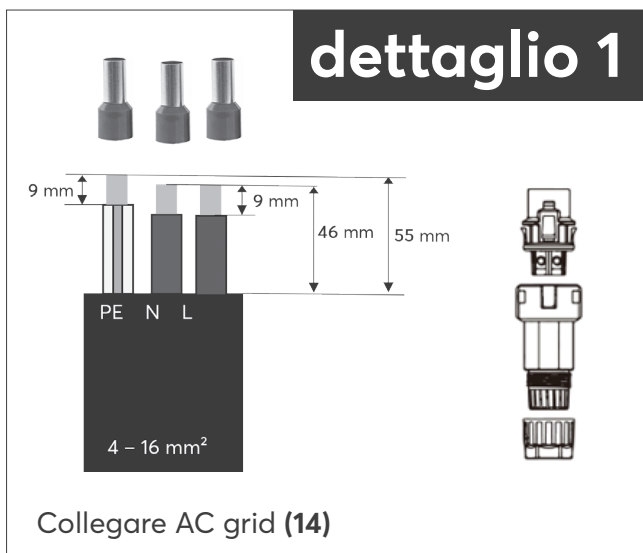 dettaglio 1
9 mm
9 mm
46 mm
55 mm
PE N L
4 – 16 mm²
Collegare AC grid (14)